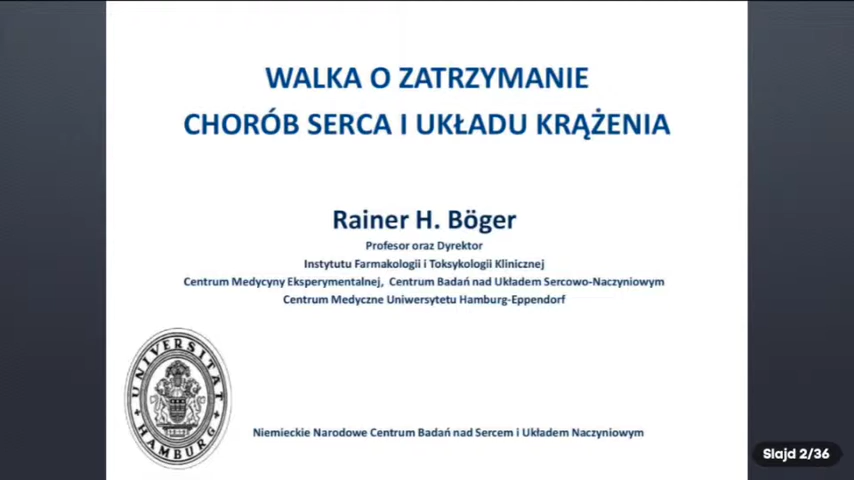 WALKA O ZATRZYMANIE
CHORÓB SERCA I UKŁADU KRĄŻENIA
Rainer H. Böger
Profesor oraz Dyrektor
Instytutu Farmakologii i Toksykologii Klinicznej
Centrum Medycyny Eksperymentalnej, Centrum Badań nad Układem Sercowo-Naczyniowym
Centrum Medyczne Uniwersytetu Hamburg-Eppendorf
UNIVERSITAT
HAMBURG
Niemieckie Narodowe Centrum Badań nad Sercem i Układem Naczyniowym
Slajd 2/36